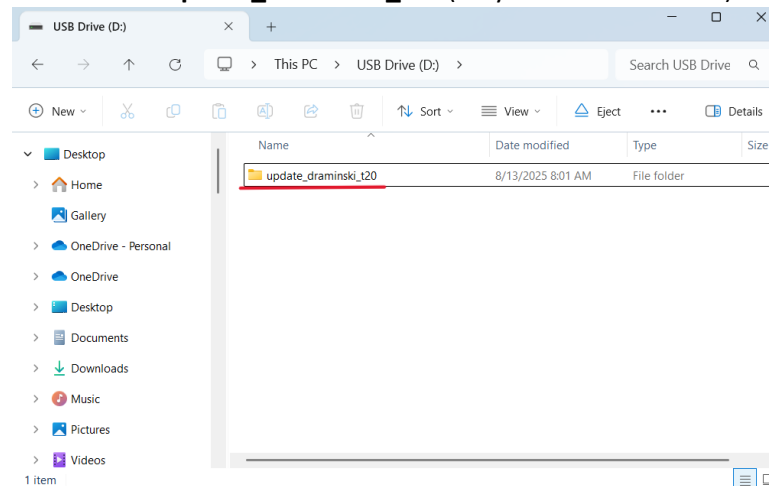 USB Drive (D:)
This PC > USB Drive (D:) >
Search USB Drive
New
Sort
View
Eject
Details
Name
Date modified
Type
Size
update_draminski_t20
8/13/2025 8:01 AM
File folder
Desktop
Home
Gallery
OneDrive - Personal
OneDrive
Desktop
Documents
Downloads
Music
Pictures
Videos
1 item